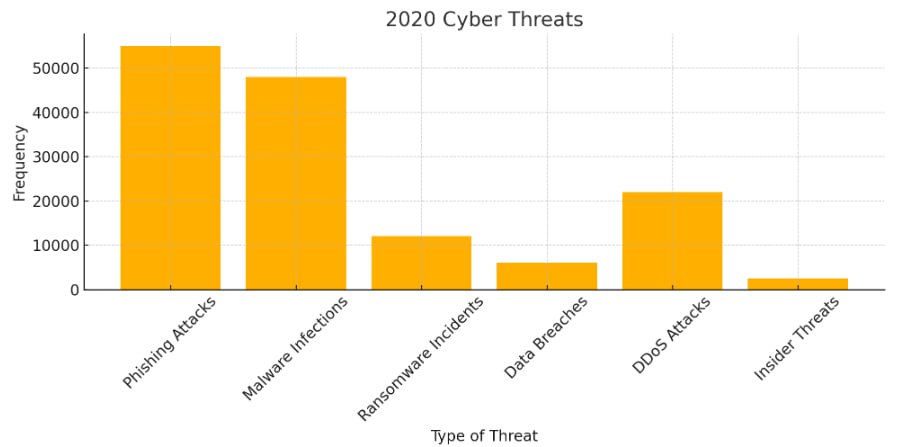 2020 Cyber Threats
50000
40000
30000
20000
10000
0
Frequency
Phishing Attacks
Malware Infections
Ransomware Incidents
Data Breaches
DDoS Attacks
Insider Threats
Type of Threat